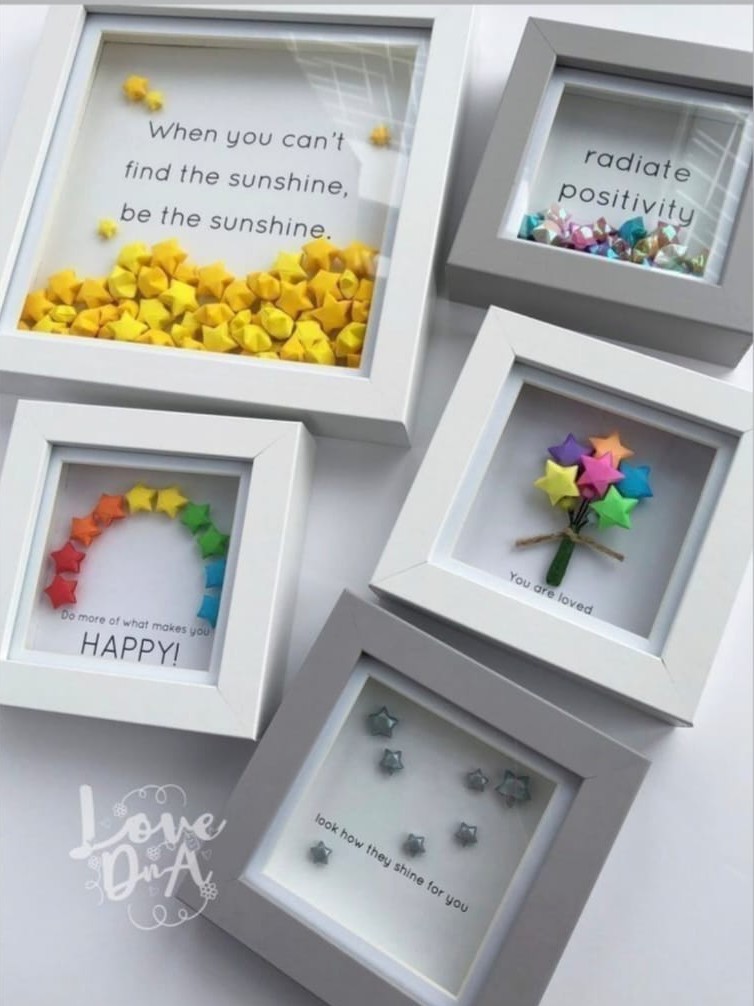 When you can't
find the sunshine,
be the sunshine.
radiate
positivity
You are loved
Do more of what makes you
HAPPY!
look how they shine for you
Love
DnA